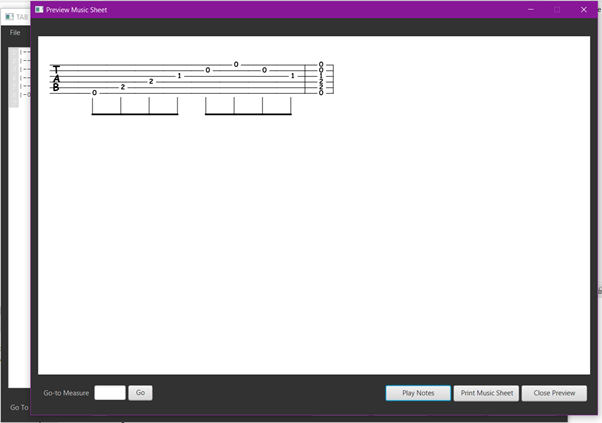 TAB
File
Go To
Preview Music Sheet
T
A
B
0 2 2 1 0 0 0 1
0
0
1
2
2
0
Go-to Measure Go Play Notes Print Music Sheet Close Preview